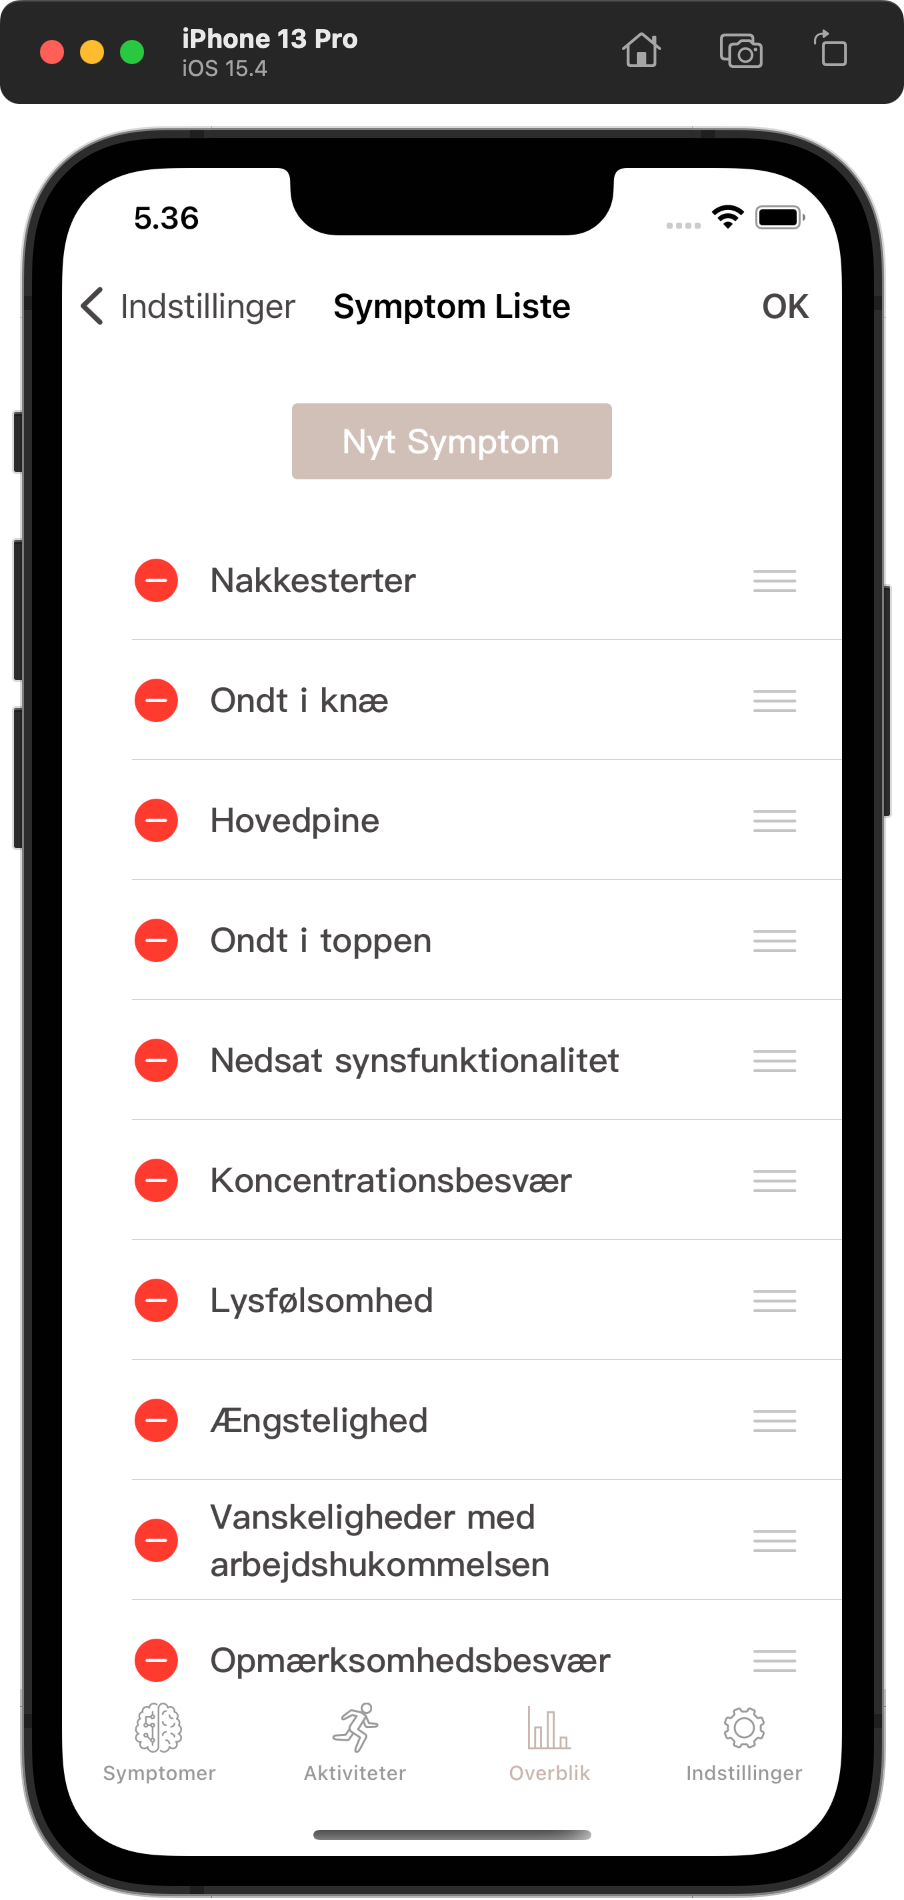 iPhone 13 Pro
iOS 15.4
5.36
Indstillinger
Symptom Liste
OK
Nyt Symptom
Nakkesterter
Ondt i knæ
Hovedpine
Ondt i toppen
Nedsat synsfunktionalitet
Koncentrationsbesvær
Lysfølsomhed
Ængstelighed
Vanskeligheder med
arbejdshukommelsen
Opmærksomhedsbesvær
Symptomer
Aktiviteter
Overblik
Indstillinger